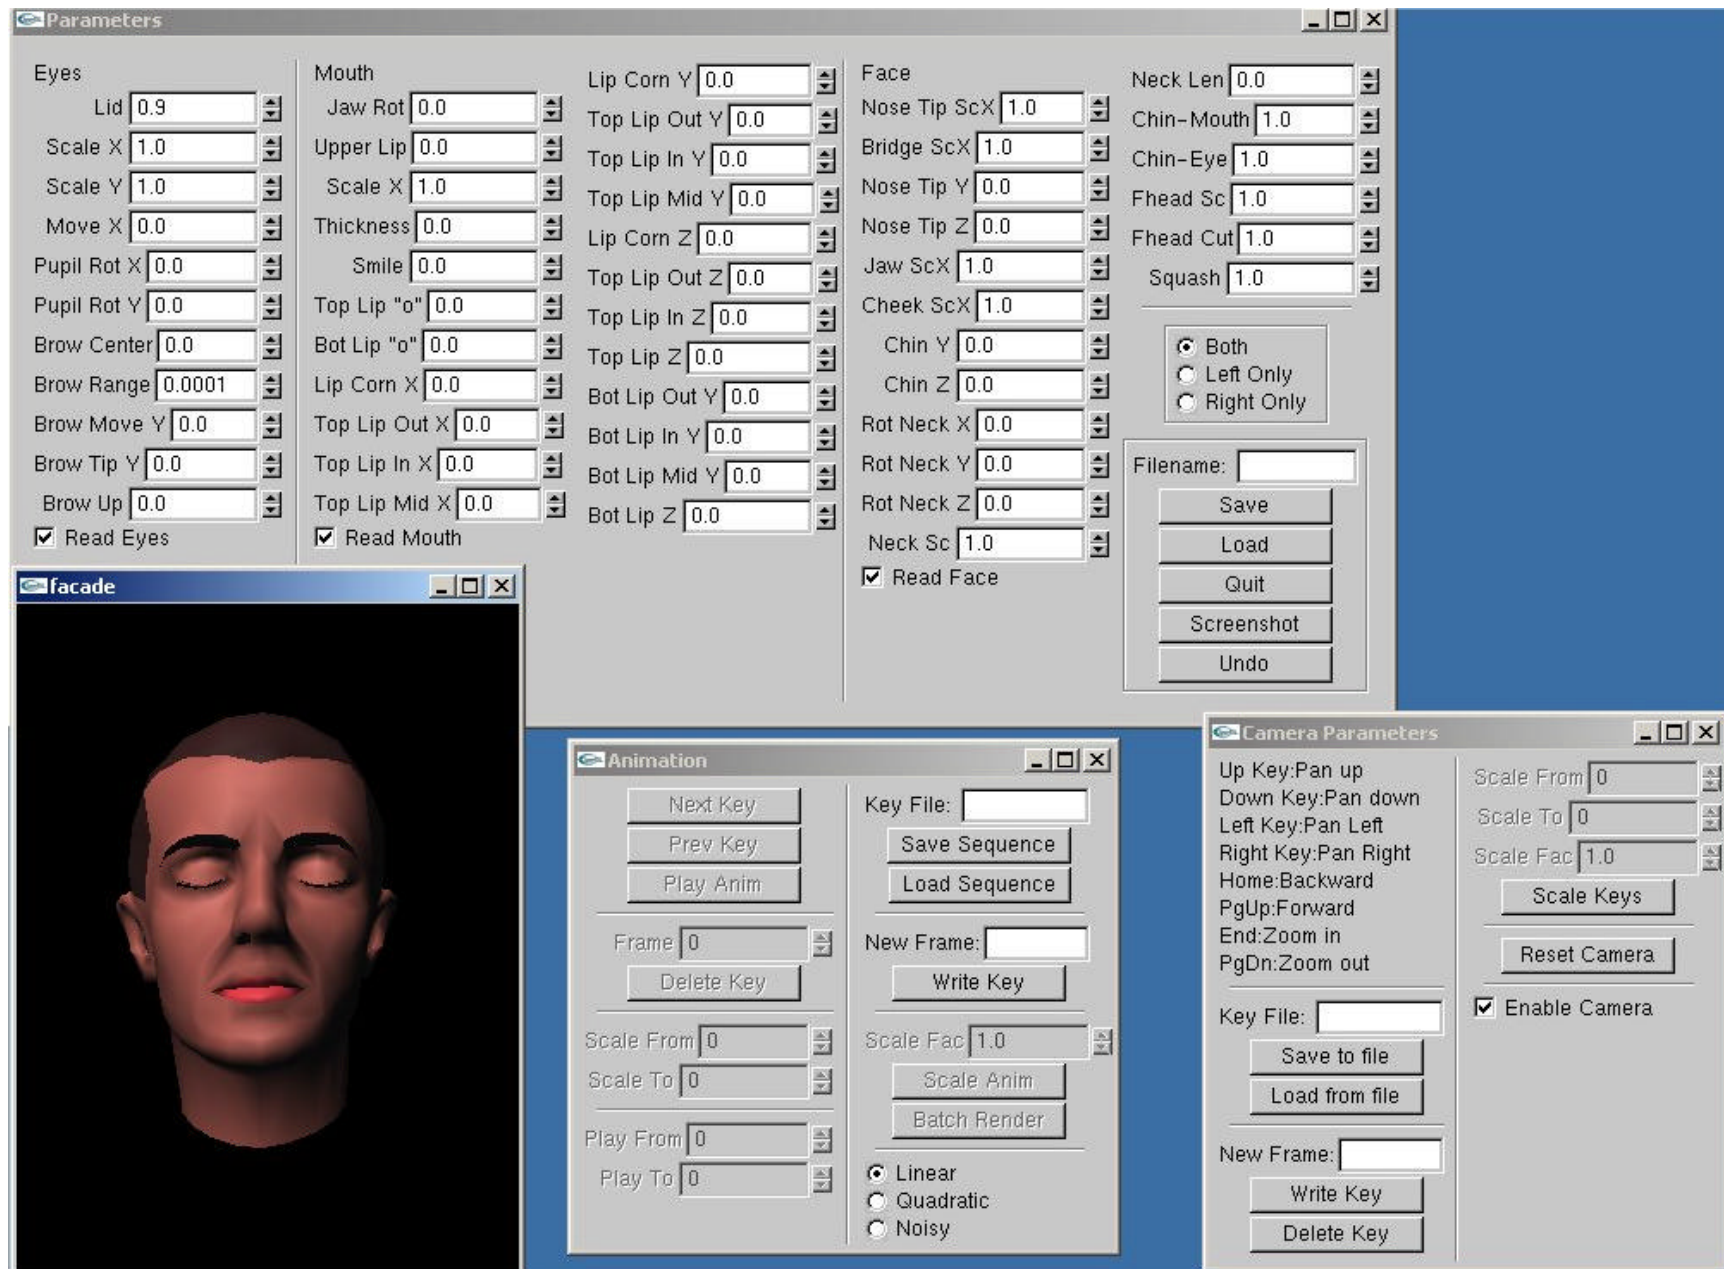 Parameters
Eyes
Lid 0.9
Scale X 1.0
Scale Y 1.0
Move X 0.0
Pupil Rot X 0.0
Pupil Rot Y 0.0
Brow Center 0.0
Brow Range 0.0001
Brow Move Y 0.0
Brow Tip Y 0.0
Brow Up 0.0
Read Eyes
Mouth
Jaw Rot 0.0
Upper Lip 0.0
Scale X 1.0
Thickness 0.0
Smile 0.0
Top Lip "o" 0.0
Bot Lip "o" 0.0
Lip Corn X 0.0
Top Lip Out X 0.0
Top Lip In X 0.0
Top Lip Mid X 0.0
Read Mouth
Lip Corn Y 0.0
Top Lip Out Y 0.0
Top Lip In Y 0.0
Top Lip Mid Y 0.0
Lip Corn Z 0.0
Top Lip Out Z 0.0
Top Lip In Z 0.0
Top Lip Z 0.0
Bot Lip Out Y 0.0
Bot Lip In Y 0.0
Bot Lip Mid Y 0.0
Bot Lip Z 0.0
Face
Nose Tip ScX 1.0
Bridge ScX 1.0
Nose Tip Y 0.0
Nose Tip Z 0.0
Jaw ScX 1.0
Cheek ScX 1.0
Chin Y 0.0
Chin Z 0.0
Rot Neck X 0.0
Rot Neck Y 0.0
Rot Neck Z 0.0
Neck Sc 1.0
Read Face
Neck Len 0.0
Chin-Mouth 1.0
Chin-Eye 1.0
Fhead Sc 1.0
Fhead Cut 1.0
Squash 1.0
Both
Left Only
Right Only
Filename:
Save
Load
Quit
Screenshot
Undo
facade
Animation
Next Key
Prev Key
Play Anim
Frame 0
Delete Key
Scale From 0
Scale To 0
Play From 0
Play To 0
Key File:
Save Sequence
Load Sequence
New Frame:
Write Key
Scale Fac 1.0
Scale Anim
Batch Render
Linear
Quadratic
Noisy
Camera Parameters
Up Key:Pan up
Down Key:Pan down
Left Key:Pan Left
Right Key:Pan Right
Home:Backward
PgUp:Forward
End:Zoom in
PgDn:Zoom out
Key File:
Save to file
Load from file
New Frame:
Write Key
Delete Key
Scale From 0
Scale To 0
Scale Fac 1.0
Scale Keys
Reset Camera
Enable Camera